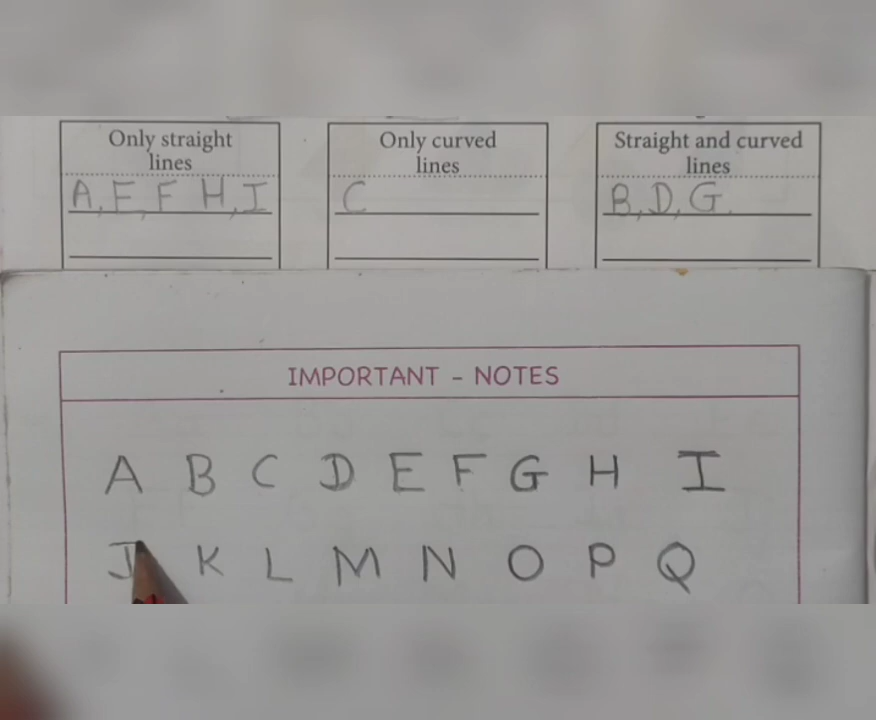 Only straight
lines
A, E, F H, I
Only curved
lines
C
Straight and curved
lines
B, D, G.
IMPORTANT - NOTES
A B C D E F G H I
J K L M N O P Q